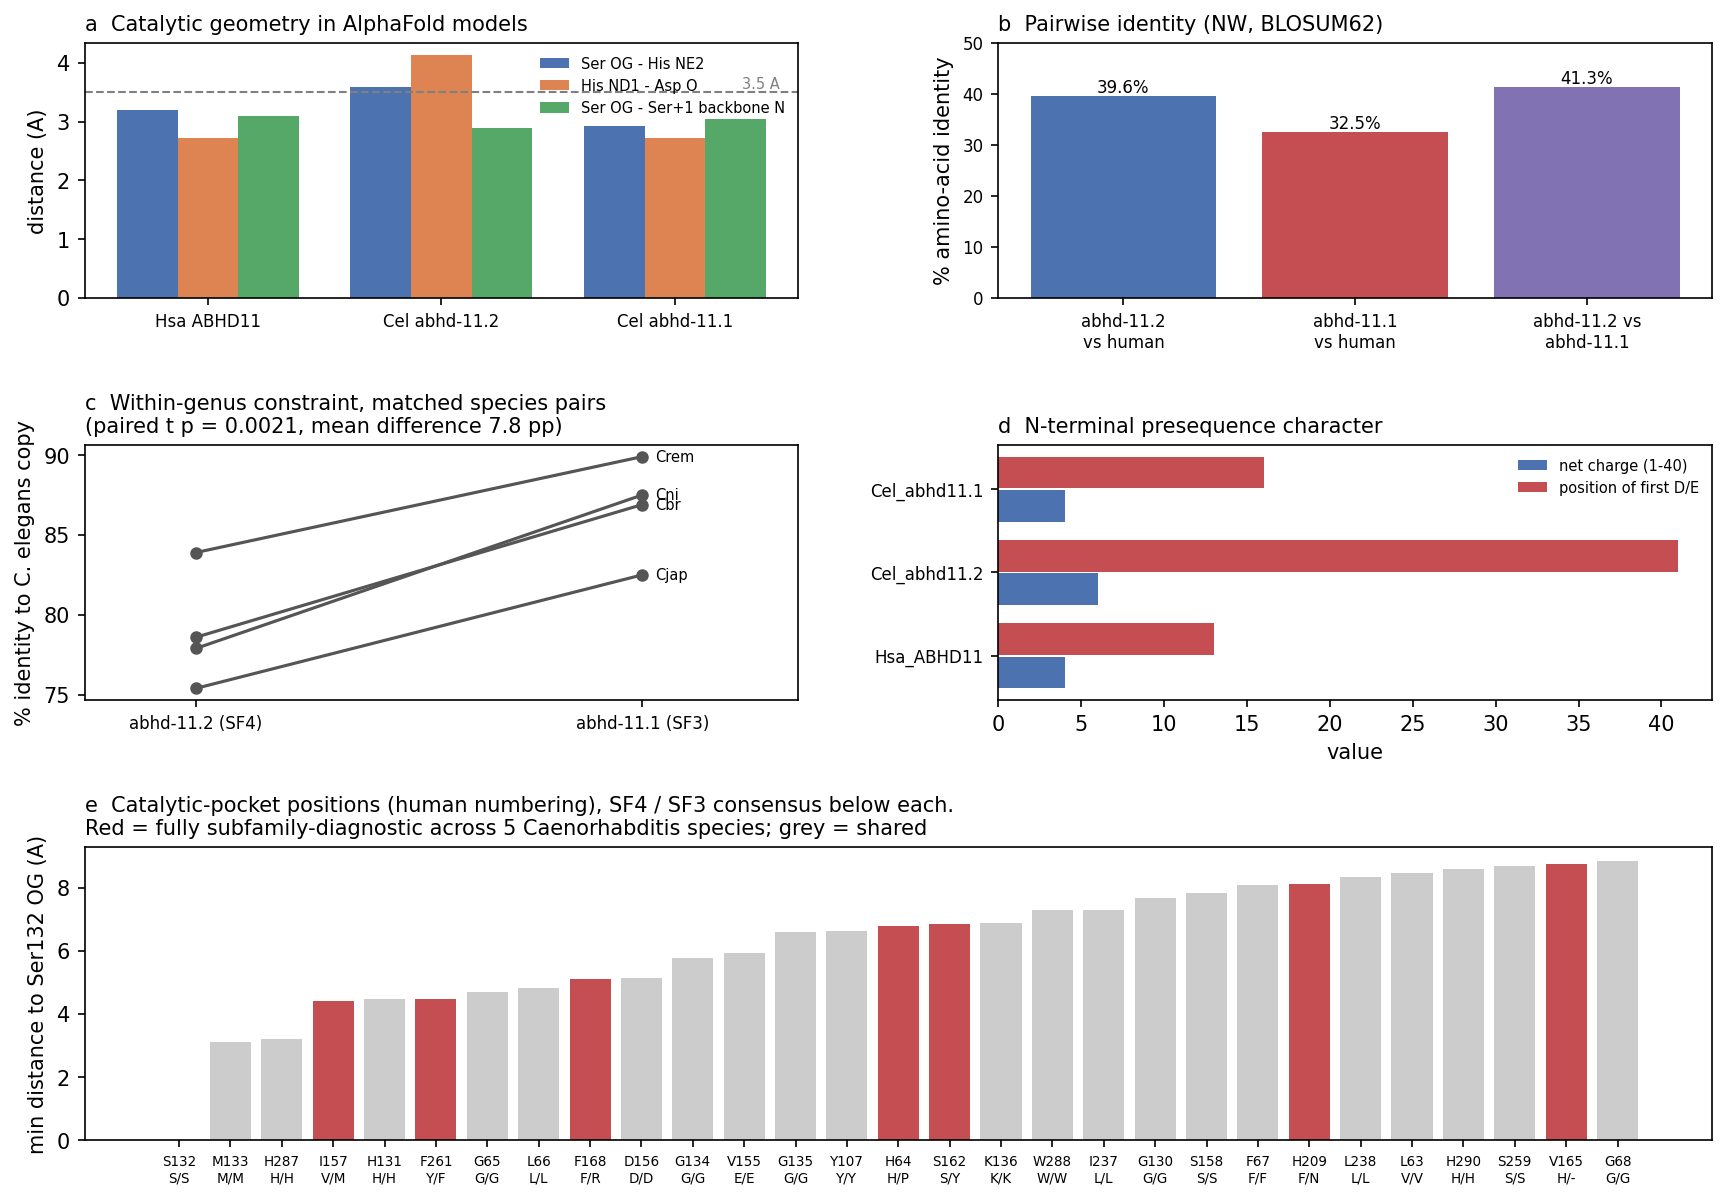 a  Catalytic geometry in AlphaFold models
distance (A)
4
3
2
1
0
Ser OG - His NE2
His ND1 - Asp O
Ser OG - Ser+1 backbone N
3.5 A
Hsa ABHD11
Cel abhd-11.2
Cel abhd-11.1
b  Pairwise identity (NW, BLOSUM62)
% amino-acid identity
50
40
30
20
10
0
39.6%
32.5%
41.3%
abhd-11.2
vs human
abhd-11.1
vs human
abhd-11.2 vs
abhd-11.1
c  Within-genus constraint, matched species pairs
(paired t p = 0.0021, mean difference 7.8 pp)
% identity to C. elegans copy
90
85
80
75
Crem
Cni
Cbr
Cjap
abhd-11.2 (SF4)
abhd-11.1 (SF3)
d  N-terminal presequence character
net charge (1-40)
position of first D/E
Cel_abhd11.1
Cel_abhd11.2
Hsa_ABHD11
0
5
10
15
20
25
30
35
40
value
e  Catalytic-pocket positions (human numbering), SF4 / SF3 consensus below each.
Red = fully subfamily-diagnostic across 5 Caenorhabditis species; grey = shared
min distance to Ser132 OG (A)
8
6
4
2
0
S132
S/S
M133
M/M
H287
H/H
I157
V/M
H131
H/H
F261
Y/F
G65
G/G
L66
L/L
F168
F/R
D156
D/D
G134
G/G
V155
E/E
G135
G/G
Y107
Y/Y
H64
H/P
S162
S/Y
K136
K/K
W288
W/W
I237
L/L
G130
G/G
S158
S/S
F67
F/F
H209
F/N
L238
L/L
L63
V/V
H290
H/H
S259
S/S
V165
H/-
G68
G/G